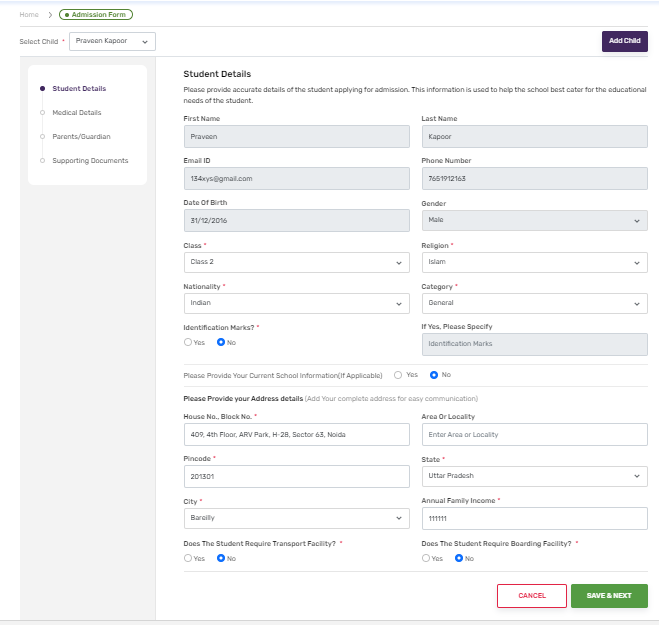 Home > Admission Form
Select Child * Praveen Kapoor Add Child
Student Details
Medical Details
Parents/Guardian
Supporting Documents
Student Details
Please provide accurate details of the student applying for admission. This information is used to help the school best cater for the educational
needs of the student.
First Name Last Name
Praveen Kapoor
Email ID Phone Number
134xys@gmail.com 7651912163
Date Of Birth Gender
31/12/2016 Male
Class * Religion *
Class 2 Islam
Nationality * Category *
Indian General
Identification Marks? * If Yes, Please Specify
Yes No Identification Marks
Please Provide Your Current School Information(If Applicable) Yes No
Please Provide your Address details (Add Your complete address for easy communication)
House No., Block No. * Area Or Locality
409, 4th Floor, ARV Park, H-28, Sector 63, Noida Enter Area or Locality
Pincode * State *
201301 Uttar Pradesh
City * Annual Family Income *
Bareilly 111111
Does The Student Require Transport Facility? * Does The Student Require Boarding Facility? *
Yes No Yes No
CANCEL SAVE & NEXT